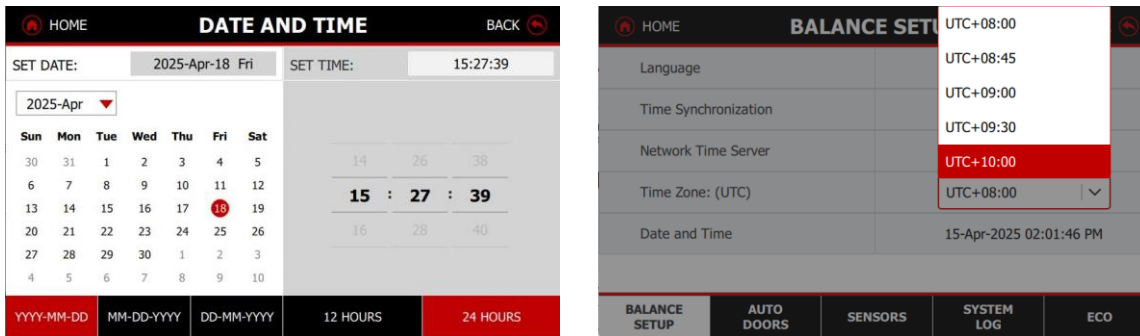 HOME DATE AND TIME BACK
SET DATE: 2025-Apr-18 Fri SET TIME: 15:27:39
2025-Apr
Sun Mon Tue Wed Thu Fri Sat
30 31 1 2 3 4 5
6 7 8 9 10 11 12
13 14 15 16 17 18 19
20 21 22 23 24 25 26
27 28 29 30 1 2 3
4 5 6 7 8 9 10
14 26 38
15 : 27 : 39
16 28 40
YYYY-MM-DD MM-DD-YYYY DD-MM-YYYY 12 HOURS 24 HOURS
HOME BALANCE SETU
UTC+08:00
Language
UTC+08:45
Time Synchronization
UTC+09:00
UTC+09:30
Network Time Server
UTC+10:00
Time Zone: (UTC) UTC+08:00
Date and Time 15-Apr-2025 02:01:46 PM
BALANCE SETUP
AUTO DOORS
SENSORS
SYSTEM LOG
ECO